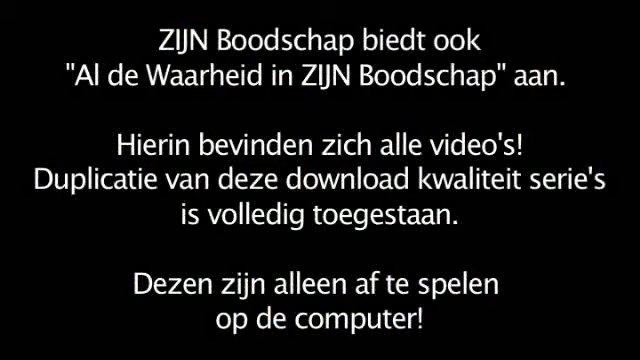 ZIJN Boodschap biedt ook
"Al de Waarheid in ZIJN Boodschap" aan.
Hierin bevinden zich alle video's!
Duplicatie van deze download kwaliteit serie's
is volledig toegestaan.
Dezen zijn alleen af te spelen
op de computer!